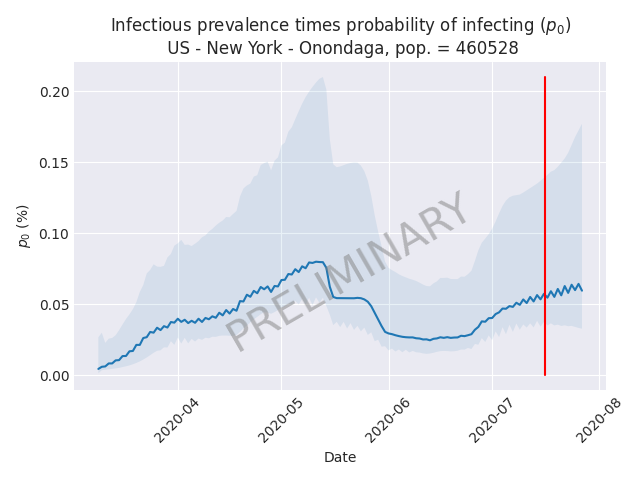 Infectious prevalence times probability of infecting (p₀)
US - New York - Onondaga, pop. = 460528
p₀ (%)
0.20
0.15
0.10
0.05
0.00
PRELIMINARY
2020-04
2020-05
2020-06
2020-07
2020-08
Date